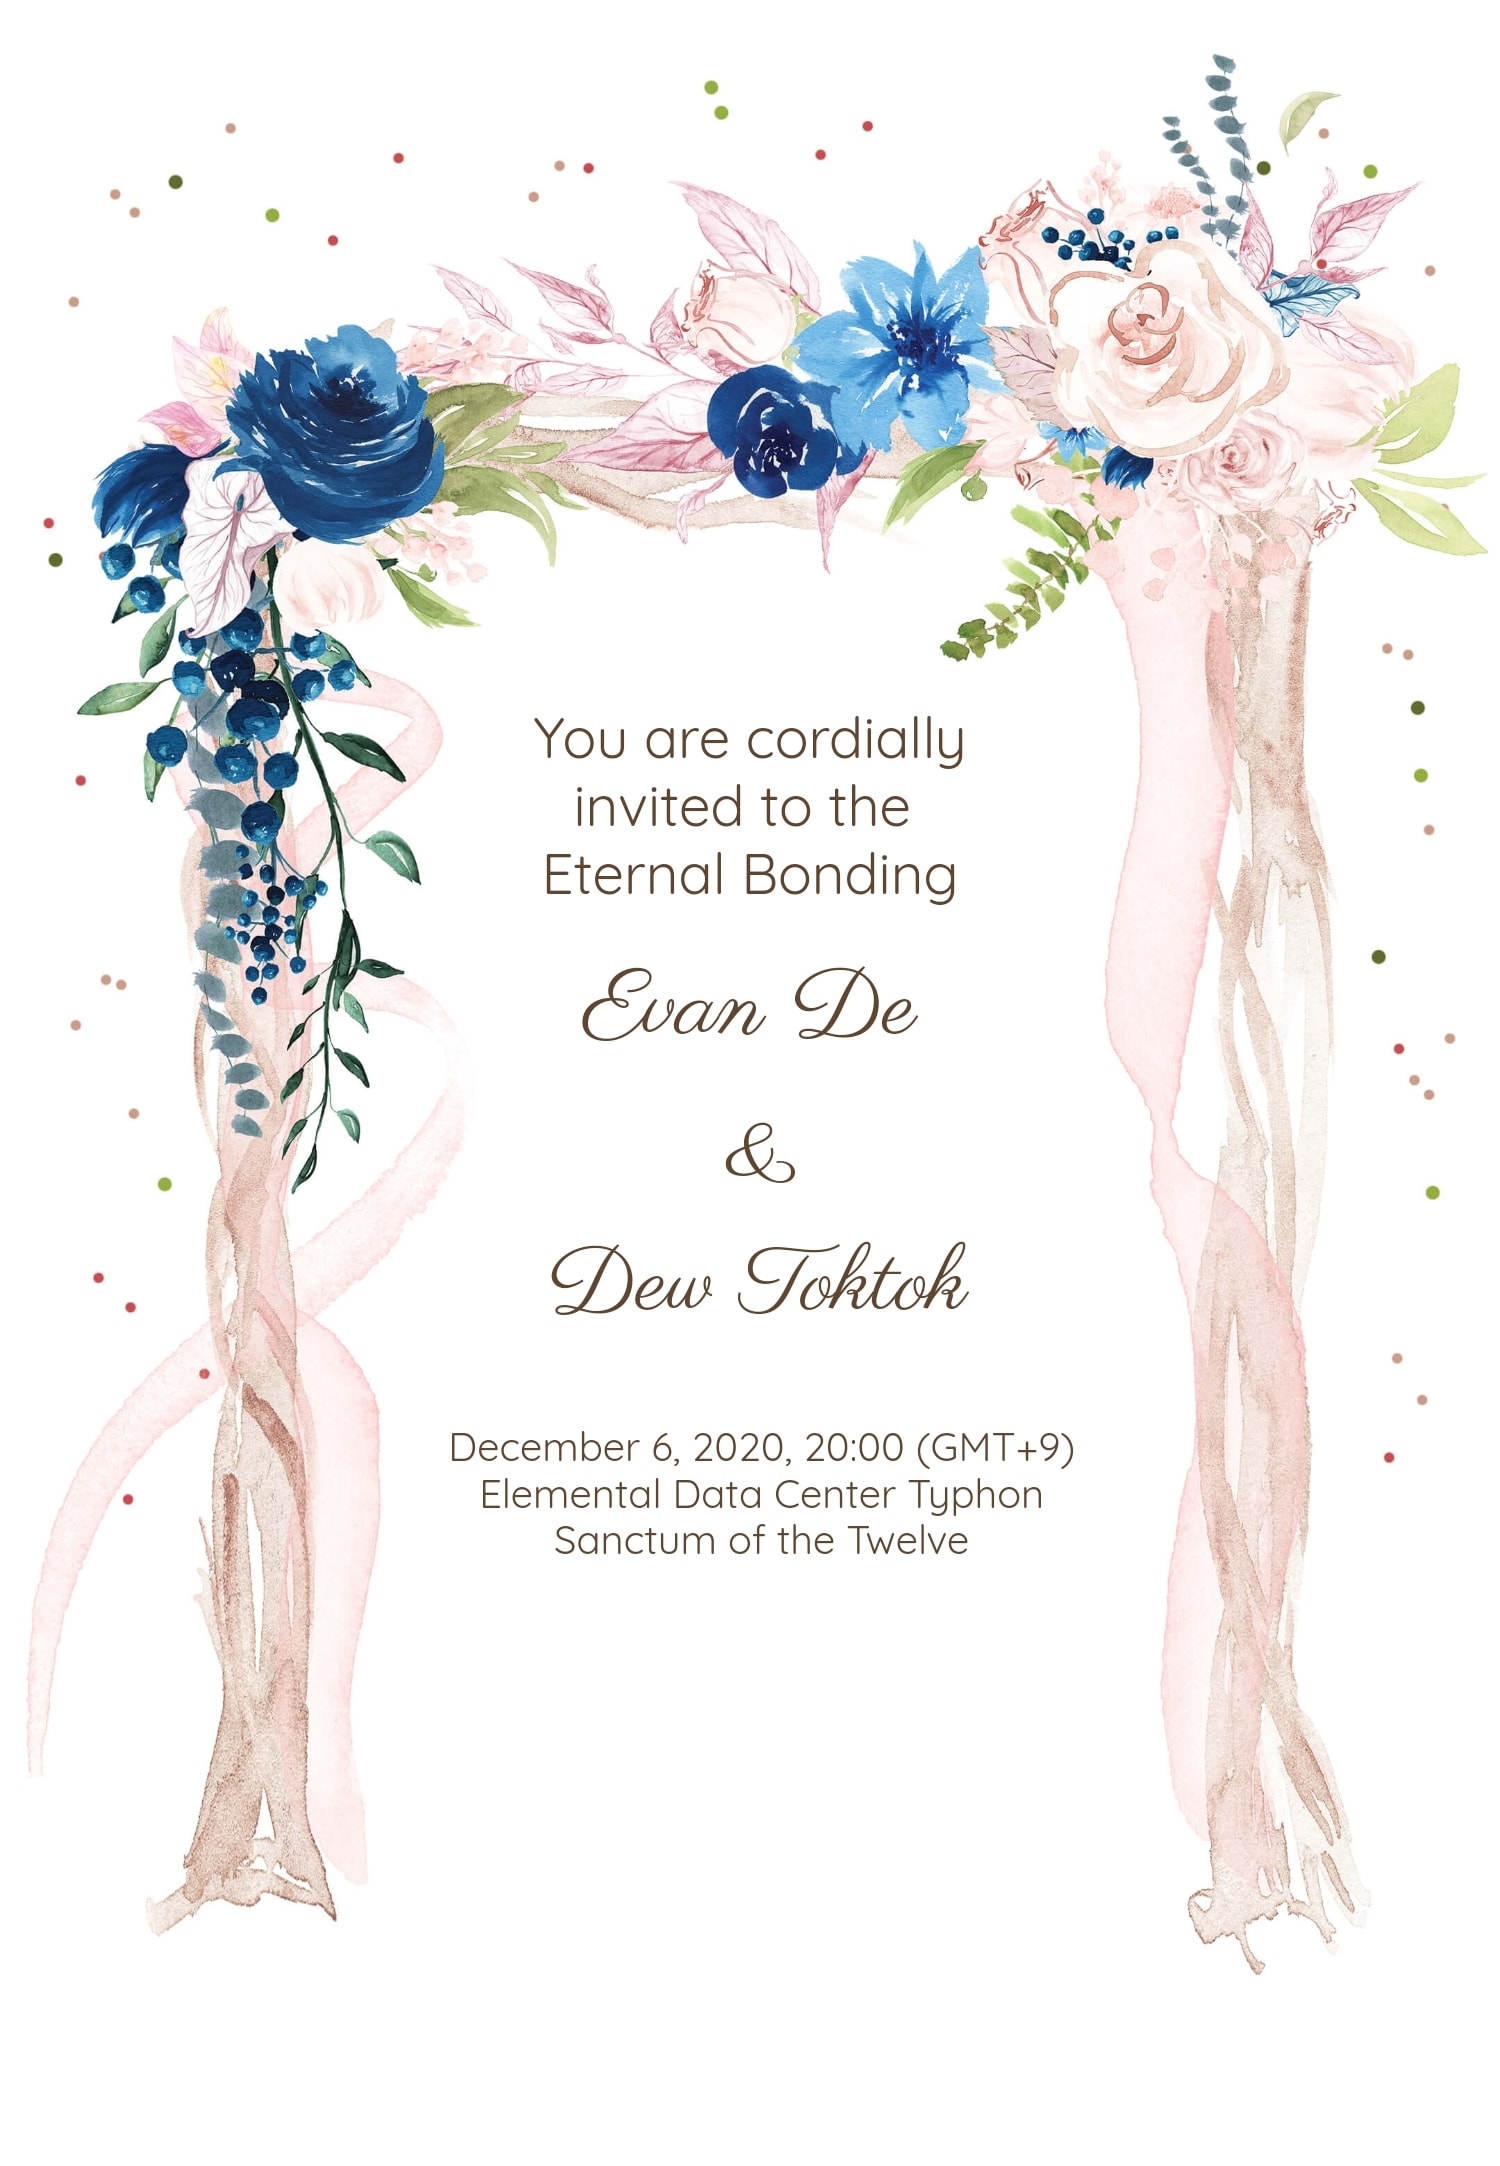 You are cordially
invited to the
Eternal Bonding
Evan De
&
Dew Toktok
December 6, 2020, 20:00 (GMT+9)
Elemental Data Center Typhon
Sanctum of the Twelve